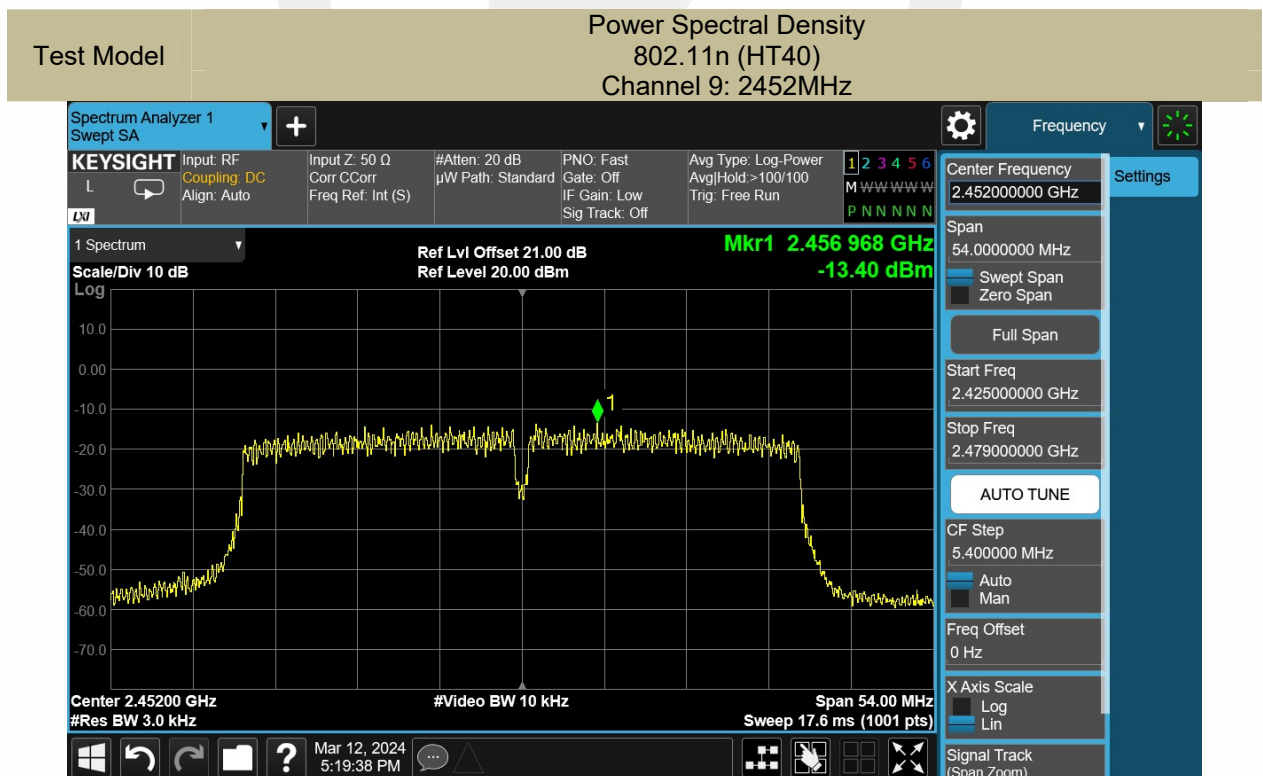 Test Model
Power Spectral Density
802.11n (HT40)
Channel 9: 2452MHz
Spectrum Analyzer 1
Swept SA
+
Frequency
KEYSIGHT
L
LXI
Input: RF
Coupling: DC
Align: Auto
Input Z: 50 Ω
Corr CCorr
Freq Ref: Int (S)
#Atten: 20 dB
µW Path: Standard
PNO: Fast
Gate: Off
IF Gain: Low
Sig Track: Off
Avg Type: Log-Power
Avg|Hold:>100/100
Trig: Free Run
1 2 3 4 5 6
M W W W W W
P N N N N N
1 Spectrum
Scale/Div 10 dB
Log
Ref Lvl Offset 21.00 dB
Ref Level 20.00 dBm
Mkr1 2.456 968 GHz
-13.40 dBm
10.0
0.00
-10.0
-20.0
-30.0
-40.0
-50.0
-60.0
-70.0
1
Center 2.45200 GHz
#Res BW 3.0 kHz
#Video BW 10 kHz
Span 54.00 MHz
Sweep 17.6 ms (1001 pts)
Center Frequency
2.452000000 GHz
Settings
Span
54.0000000 MHz
Swept Span
Zero Span
Full Span
Start Freq
2.425000000 GHz
Stop Freq
2.479000000 GHz
AUTO TUNE
CF Step
5.400000 MHz
Auto
Man
Freq Offset
0 Hz
X Axis Scale
Log
Lin
Signal Track
(Span Zoom)
?
Mar 12, 2024
5:19:38 PM